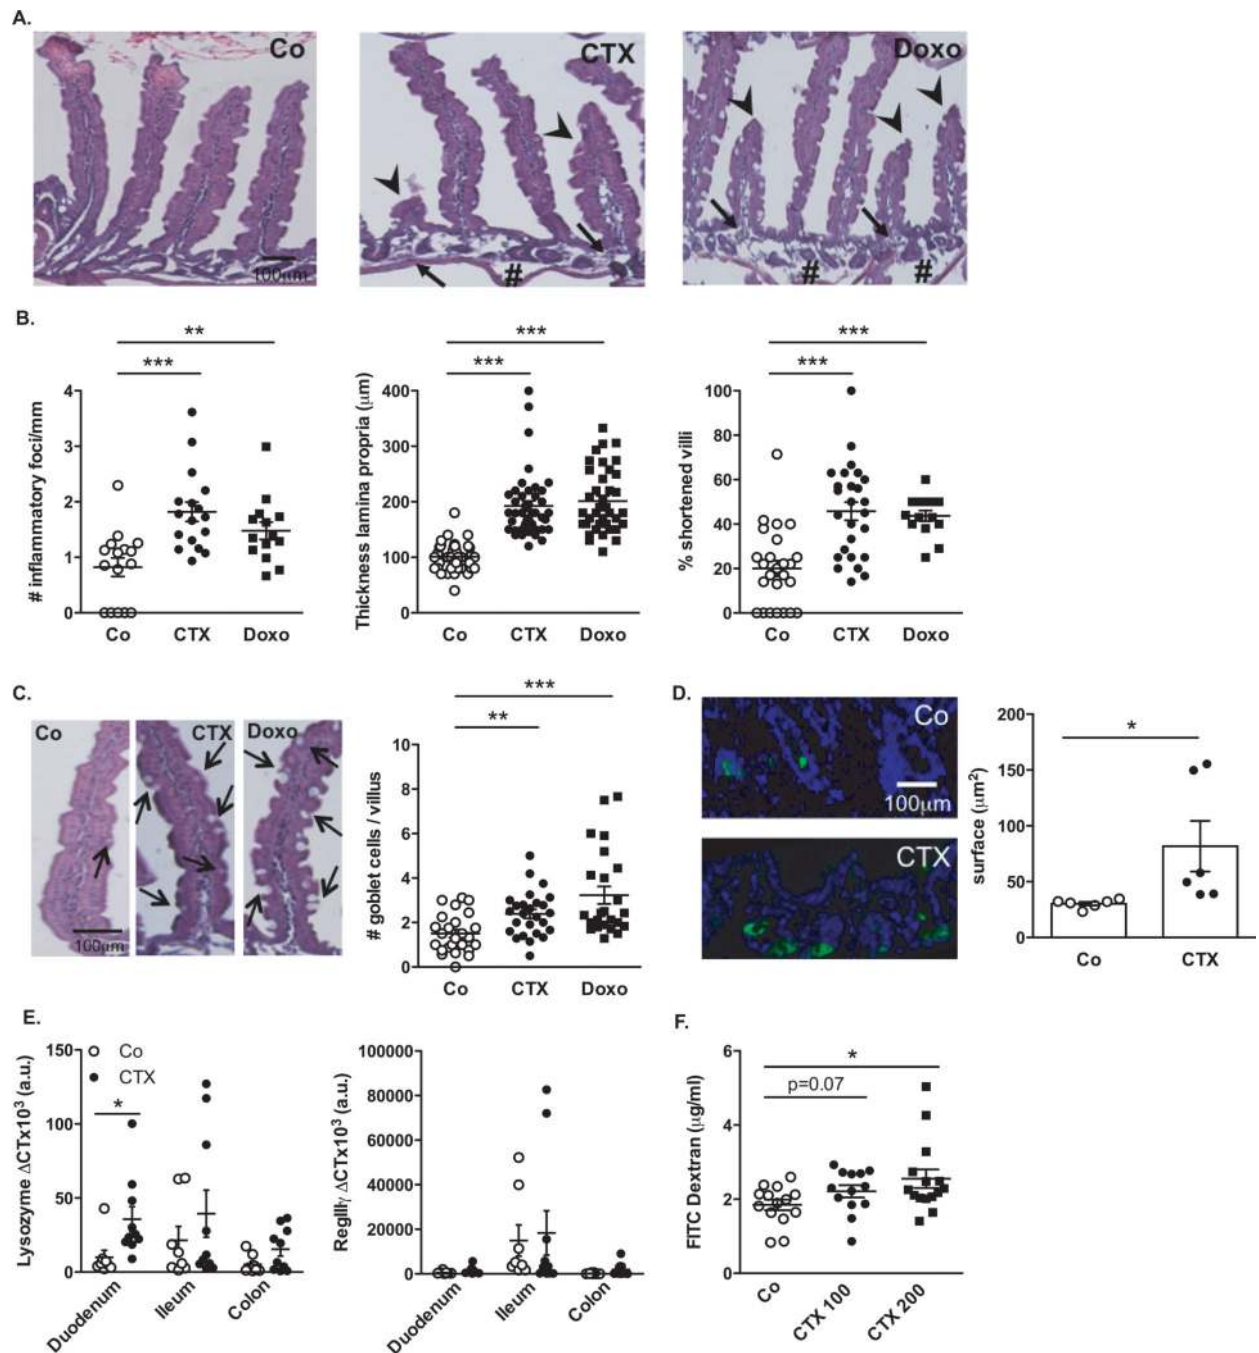 A.
Co
CTX
Doxo
100μm
#
#
#
B.
**
***
# inflammatory foci/mm
4
3
2
1
0
Co
CTX
Doxo
***
***
Thickness lamina propria (μm)
400
300
200
100
0
Co
CTX
Doxo
***
***
% shortened villi
100
80
60
40
20
0
Co
CTX
Doxo
C.
Co
CTX
Doxo
100μm
***
**
# goblet cells / villus
10
8
6
4
2
0
Co
CTX
Doxo
D.
Co
100μm
CTX
*
surface (μm²)
200
150
100
50
0
Co
CTX
E.
Co
CTX
*
Lysozyme ΔCTx10³ (a.u.)
150
100
50
0
Duodenum
Ileum
Colon
RegIIIγ ΔCTx10³ (a.u.)
100000
80000
60000
40000
20000
0
Duodenum
Ileum
Colon
F.
*
p=0.07
FITC Dextran (μg/ml)
6
4
2
0
Co
CTX 100
CTX 200